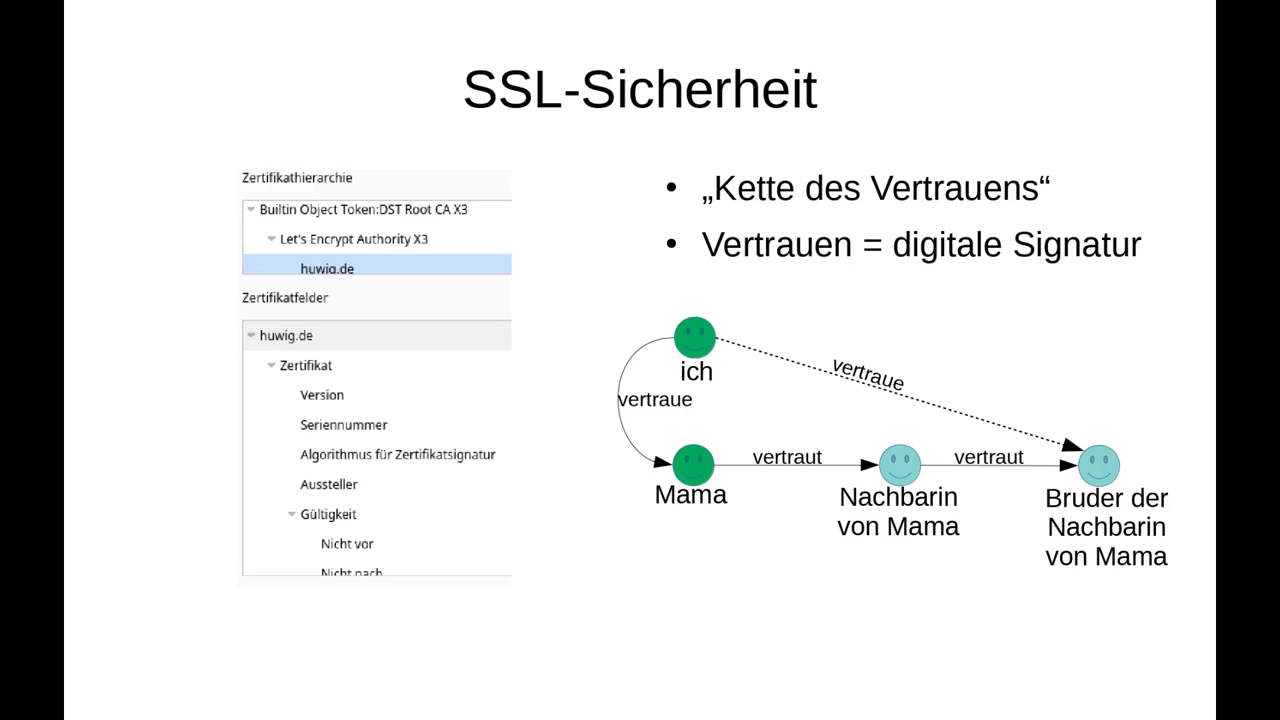 SSL-Sicherheit
Zertifikathierarchie
Builtin Object Token:DST Root CA X3
Let's Encrypt Authority X3
huwig.de
Zertifikatfelder
huwig.de
Zertifikat
Version
Seriennummer
Algorithmus für Zertifikatsignatur
Aussteller
Gültigkeit
Nicht vor
Nicht nach
• „Kette des Vertrauens“
• Vertrauen = digitale Signatur
ich
vertraue
vertraue
Mama
vertraut
Nachbarin
von Mama
vertraut
Bruder der
Nachbarin
von Mama